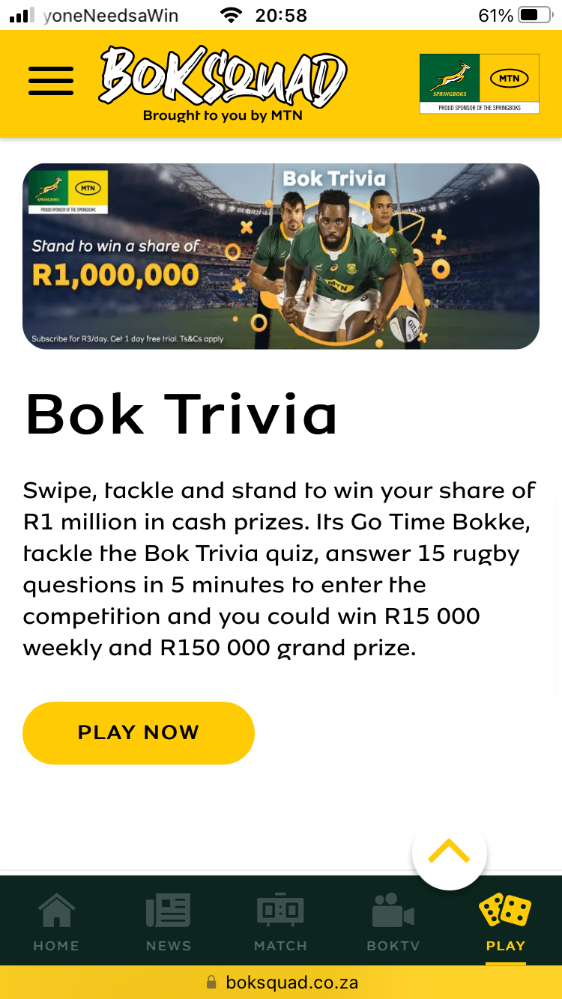 yoneNeedsaWin 20:58 61%
BOKSQUAD
Brought to you by MTN
SPRINGBOKS MTN
PROUD SPONSOR OF THE SPRINGBOKS
SPRINGBOKS MTN
PROUD SPONSOR OF THE SPRINGBOKS
Bok Trivia
Stand to win a share of
R1,000,000
MTN
GILB
Subscribe for R3/day. Get 1 day free trial. Ts&Cs apply
Bok Trivia
Swipe, tackle and stand to win your share of
R1 million in cash prizes. Its Go Time Bokke,
tackle the Bok Trivia quiz, answer 15 rugby
questions in 5 minutes to enter the
competition and you could win R15 000
weekly and R150 000 grand prize.
PLAY NOW
0:0
HOME NEWS MATCH BOKTV PLAY
boksquad.co.za